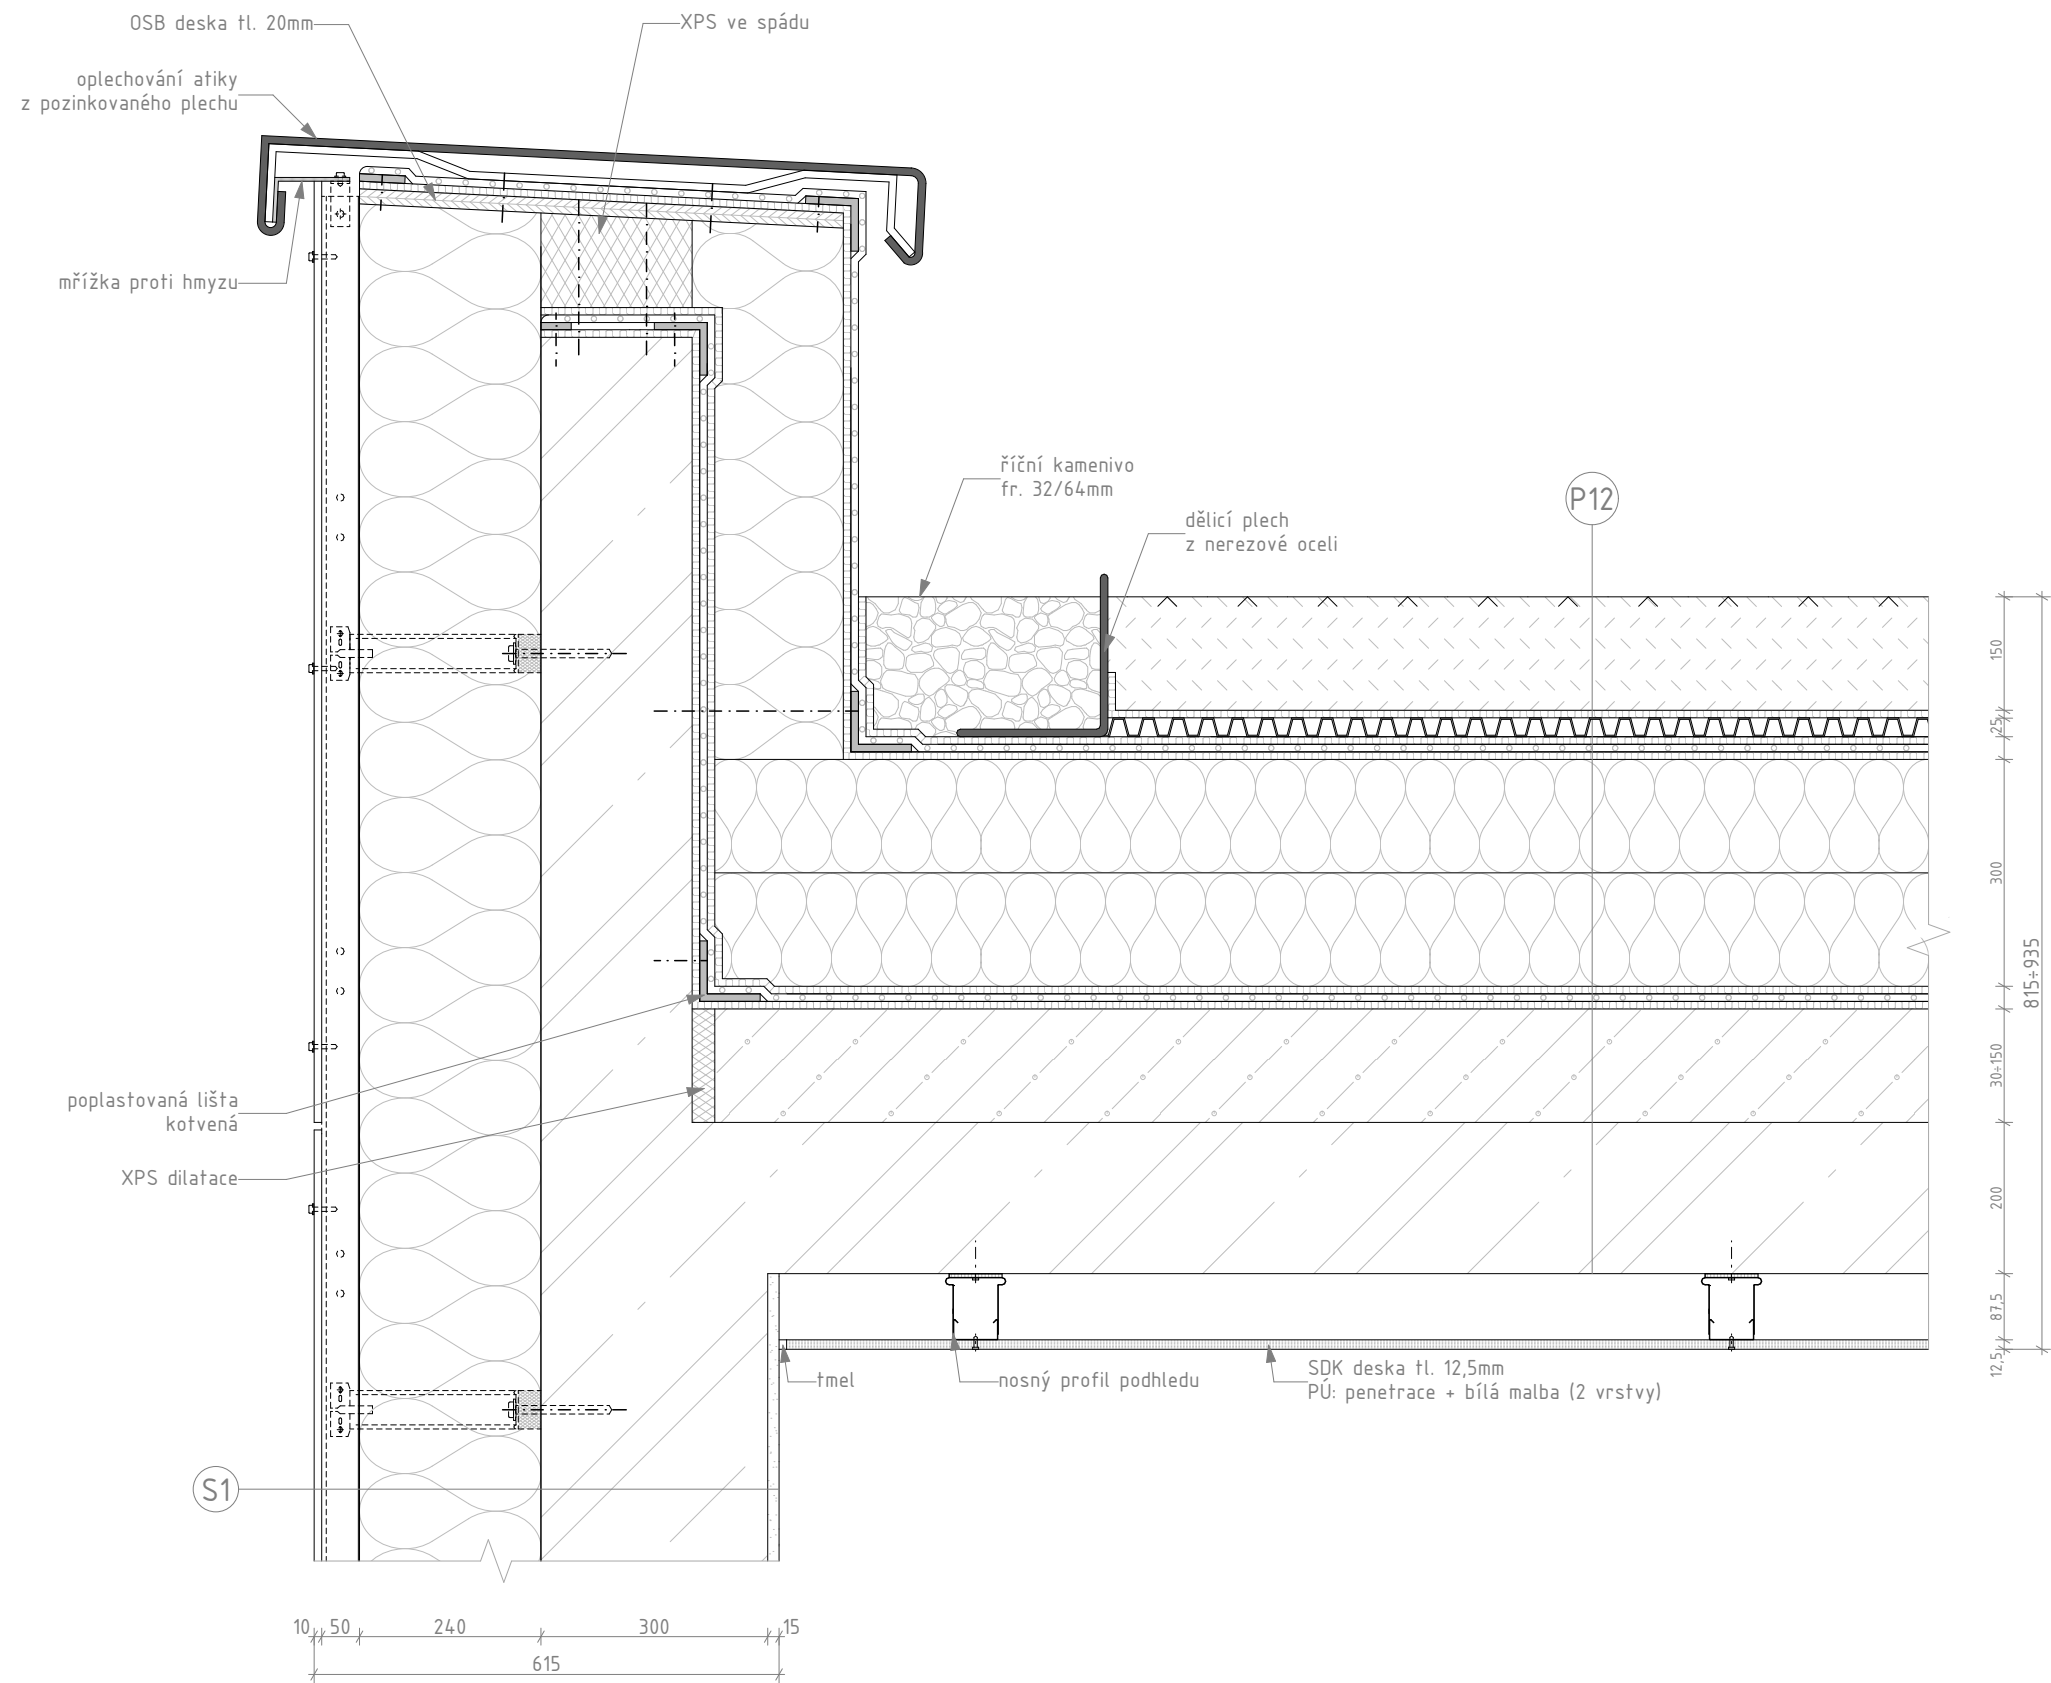 OSB deska tl. 20mm
XPS ve spádu
oplechování atiky
z pozinkovaného plechu
mřížka proti hmyzu
říční kamenivo
fr. 32/64mm
dělicí plech
z nerezové oceli
P12
150
25
300
30÷150
200
87,5
12,5
815÷935
poplastovaná lišta
kotvená
XPS dilatace
tmel
nosný profil podhledu
SDK deska tl. 12,5mm
PÚ: penetrace + bílá malba (2 vrstvy)
S1
10 50 240 300 15
615